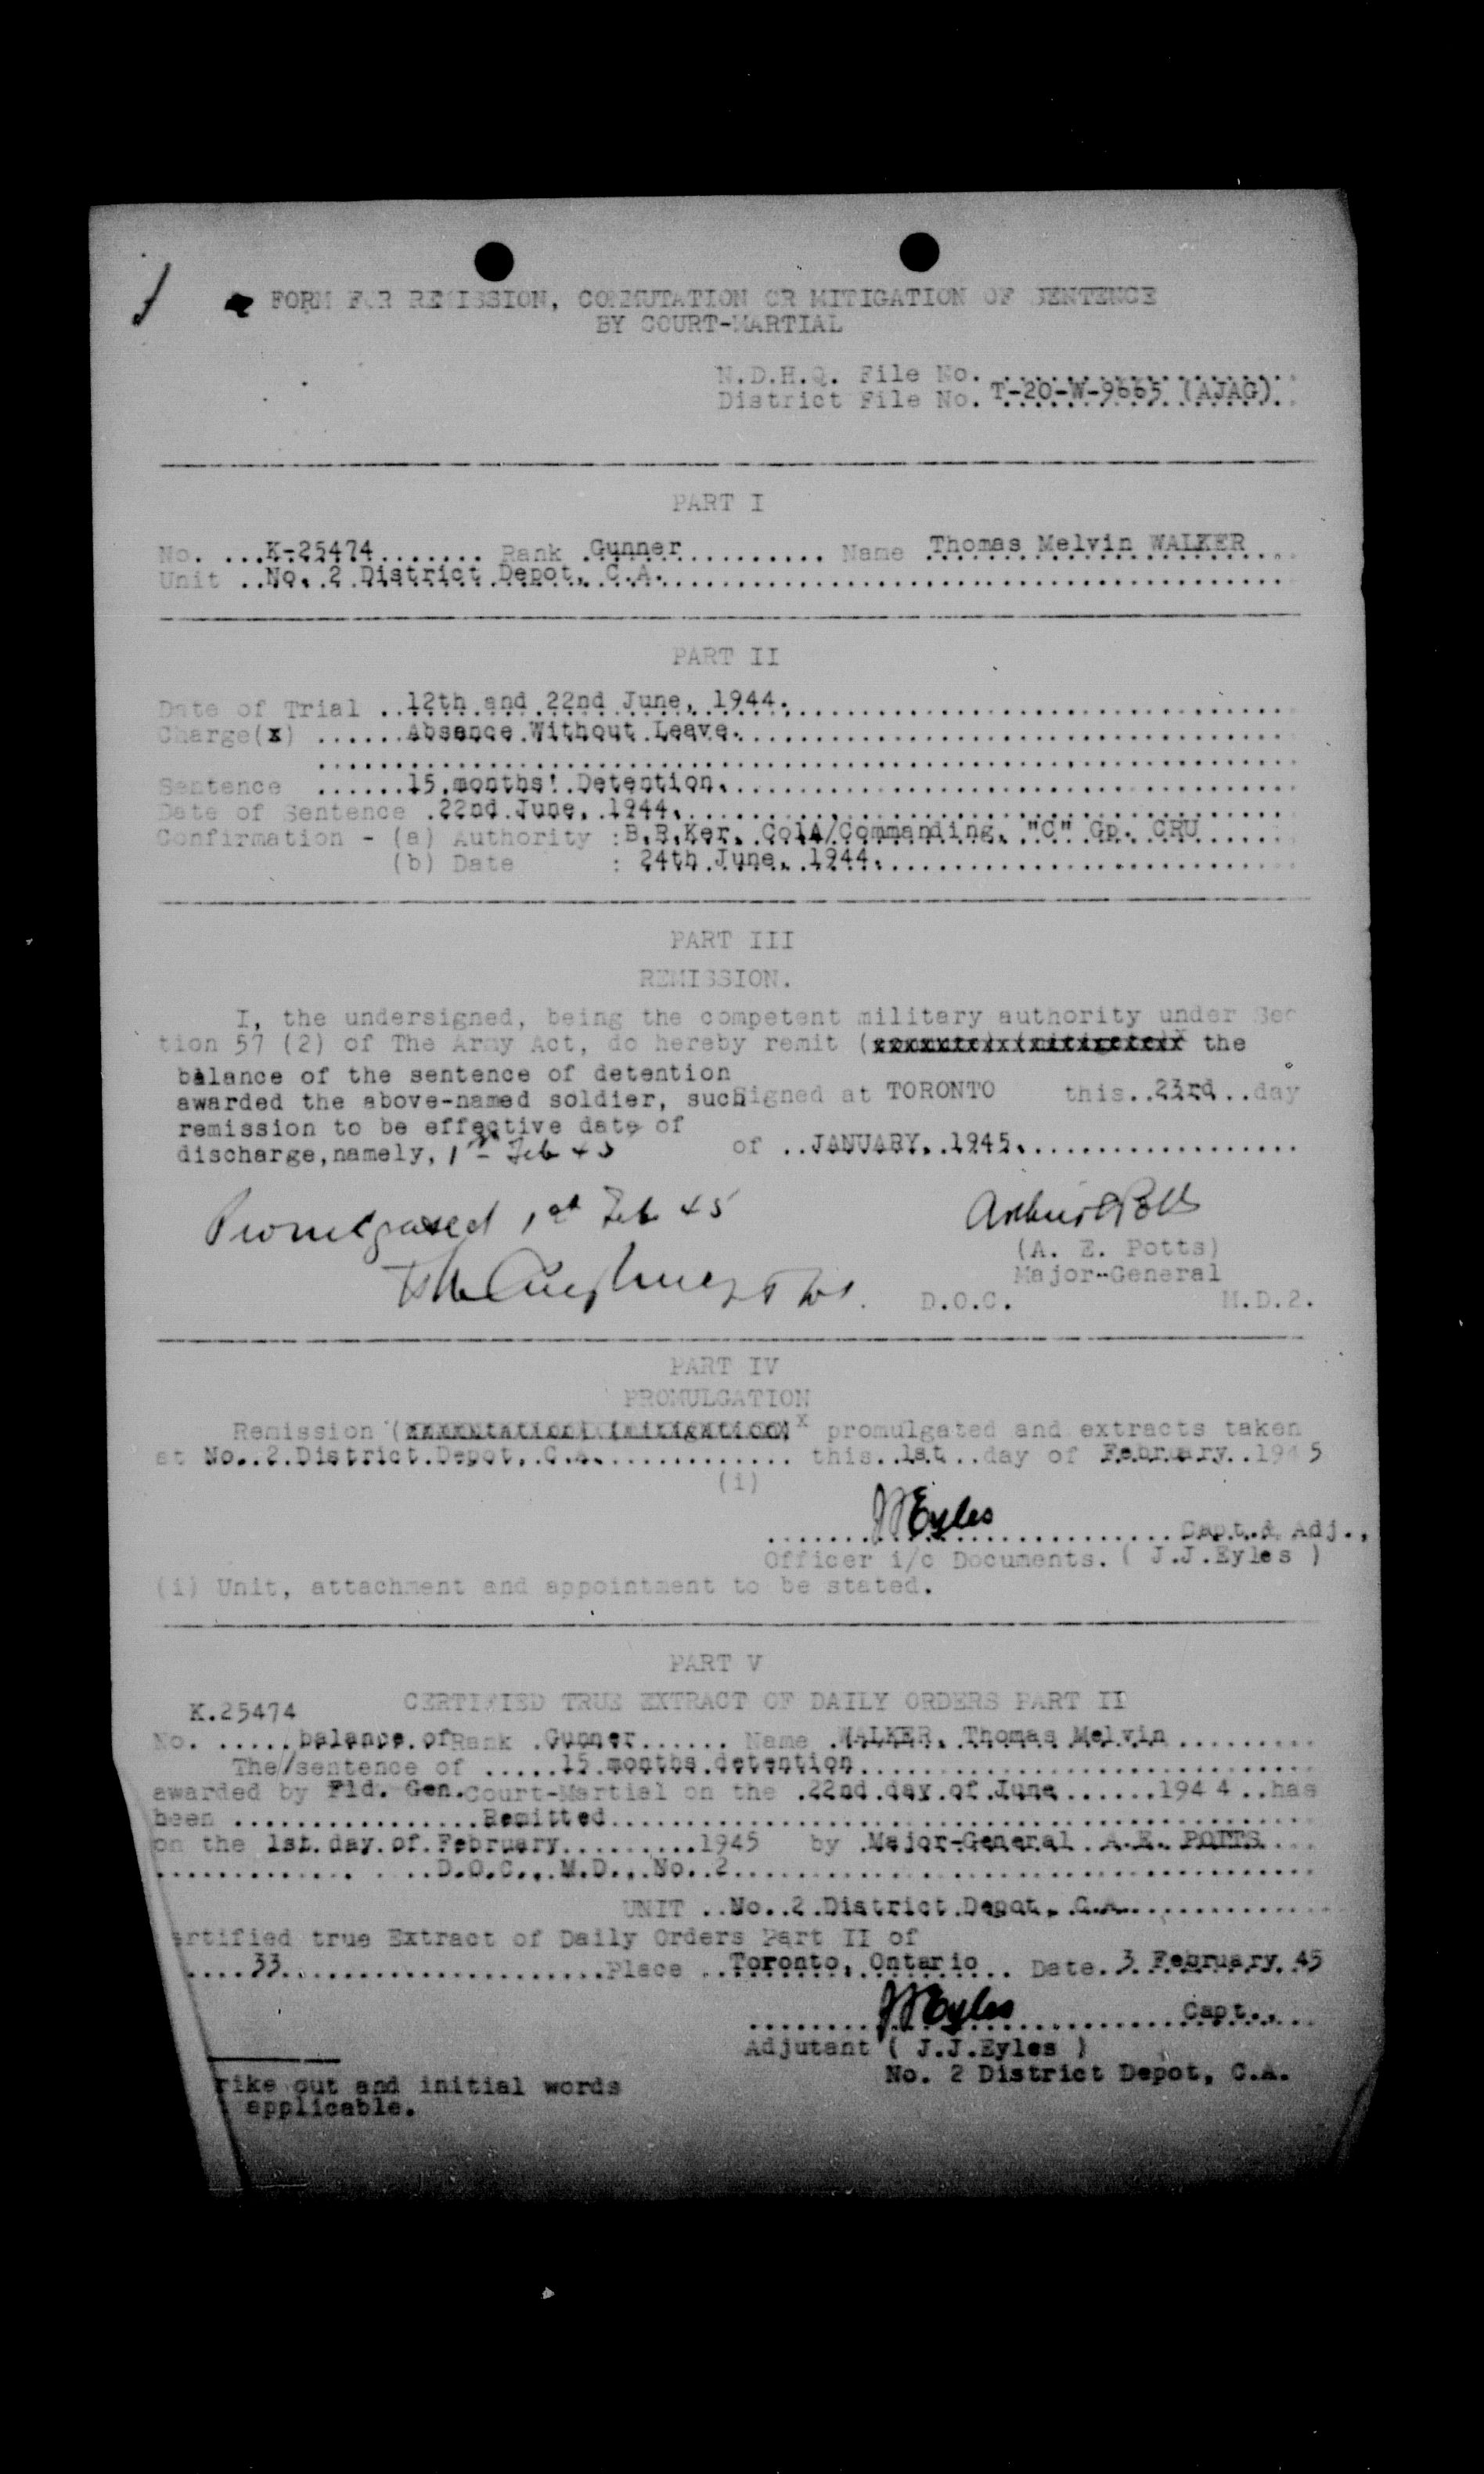 FORM FOR REMISSION, COMMUTATION OR MITIGATION OF SENTENCE
BY COURT-MARTIAL
N.D.H.Q. File No. ....................
District File No. T-20-W-9665 (AJAG).
PART I
No. ...K-25474....... Rank .Gunner.......... Name .Thomas Melvin WALKER....
Unit ..No. 2 District Depot, C.A........................................
PART II
Date of Trial ..12th and 22nd June, 1944...............................
Charge(x) ......Absence Without Leave..................................
Sentence ......15 months' Detention....................................
Date of Sentence .22nd June, 1944......................................
Confirmation - (a) Authority :B.R.Ker, Col A/Commanding, "C" Gp. CRU......
(b) Date : 24th June, 1944...........................
PART III
REMISSION.
I, the undersigned, being the competent military authority under Sec
tion 57 (2) of The Army Act, do hereby remit (xxxmute)x(mitigate)x the
balance of the sentence of detention
awarded the above-named soldier, such Signed at TORONTO this..23rd..day
remission to be effective date of
discharge, namely, 1st Feb 45 of ..JANUARY, 1945...................
Promulgated 1st Feb 45
Arthur E Potts
(A. E. Potts)
Major-General
D.O.C. M.D.2.
PART IV
PROMULGATION
Remission (xxxxutation) (mitigation) x promulgated and extracts taken
at No. 2 District Depot, C.A............. this..1st..day of February..1945
(i)
JJEyles
..............................Capt.& Adj.,
Officer i/c Documents. ( J.J.Eyles )
(i) Unit, attachment and appointment to be stated.
PART V
CERTIFIED TRUE EXTRACT OF DAILY ORDERS PART II
K.25474
No. .....balance of Rank .Gunner...... Name .WALKER, Thomas Melvin.........
The/sentence of .....15 months detention.............................
awarded by Fld. Gen. Court-Martial on the .22nd day of June.......1944..has
been ................Remitted............................................
on the 1st day of February.........1945 by .Major-General A.E. POTTS....
............. ....D.O.C., M.D., No. 2....................................
UNIT ..No. 2 District Depot, C.A.............
ertified true Extract of Daily Orders Part II of
....33.....................Place ..Toronto, Ontario... Date.3 February 45
JJEyles
..............................Capt.,...
Adjutant ( J.J.Eyles )
No. 2 District Depot, C.A.
rike out and initial words
applicable.